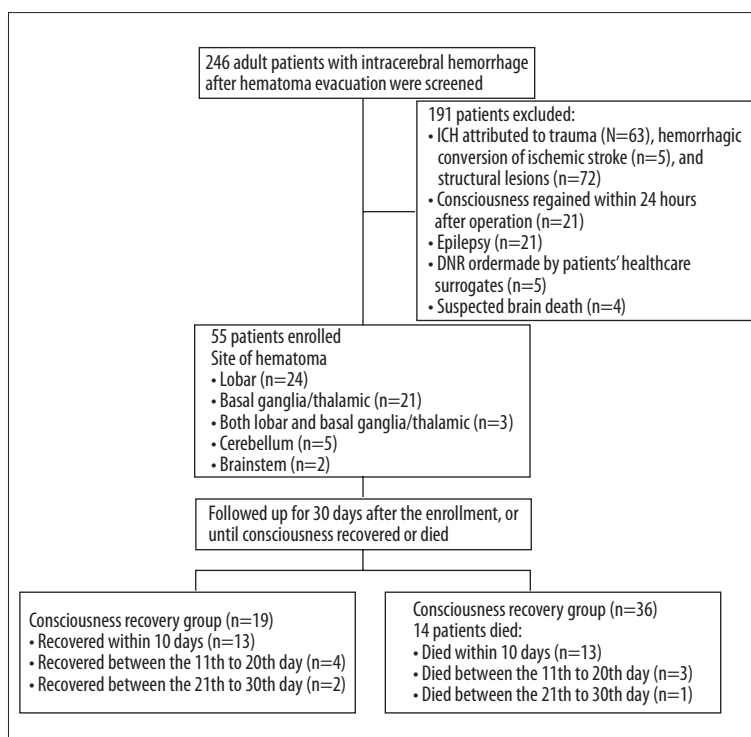 246 adult patients with intracerebral hemorrhage
after hematoma evacuation were screened
191 patients excluded:
• ICH attributed to trauma (N=63), hemorrhagic
conversion of ischemic stroke (n=5), and
structural lesions (n=72)
• Consciousness regained within 24 hours
after operation (n=21)
• Epilepsy (n=21)
• DNR ordermade by patients' healthcare
surrogates (n=5)
• Suspected brain death (n=4)
55 patients enrolled
Site of hematoma
• Lobar (n=24)
• Basal ganglia/thalamic (n=21)
• Both lobar and basal ganglia/thalamic (n=3)
• Cerebellum (n=5)
• Brainstem (n=2)
Followed up for 30 days after the enrollment, or
until consciousness recovered or died
Consciousness recovery group (n=19)
• Recovered within 10 days (n=13)
• Recovered between the 11th to 20th day (n=4)
• Recovered between the 21th to 30th day (n=2)
Consciousness recovery group (n=36)
14 patients died:
• Died within 10 days (n=13)
• Died between the 11th to 20th day (n=3)
• Died between the 21th to 30th day (n=1)